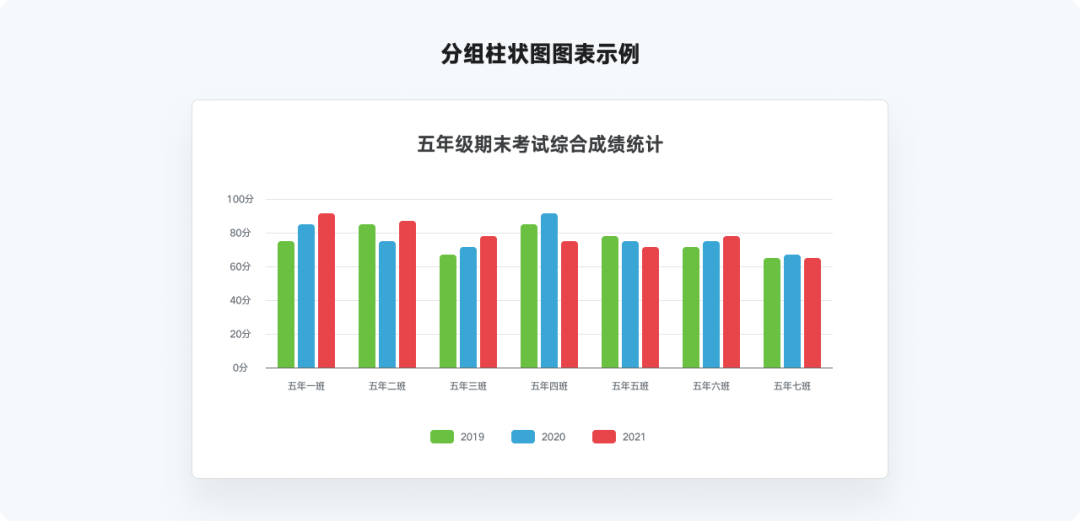 分组柱状图图表示例
五年级期末考试综合成绩统计
100分
80分
60分
40分
20分
0分
五年一班 五年二班 五年三班 五年四班 五年五班 五年六班 五年七班
2019 2020 2021